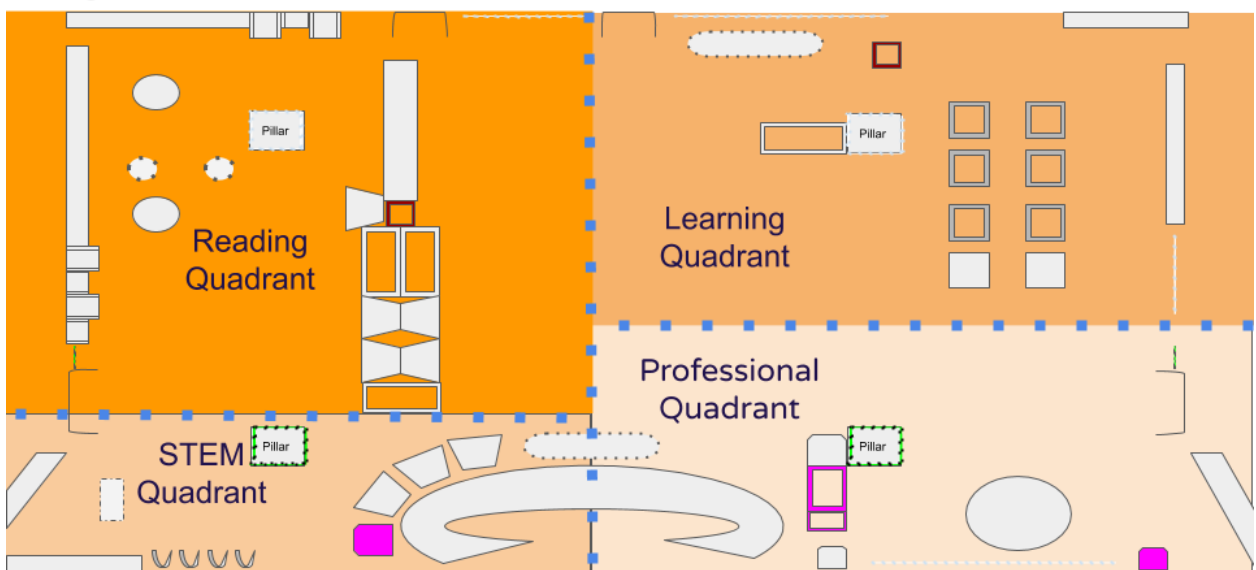 Pillar
Pillar
Reading
Quadrant
Learning
Quadrant
Professional
Quadrant
STEM
Quadrant
Pillar
Pillar